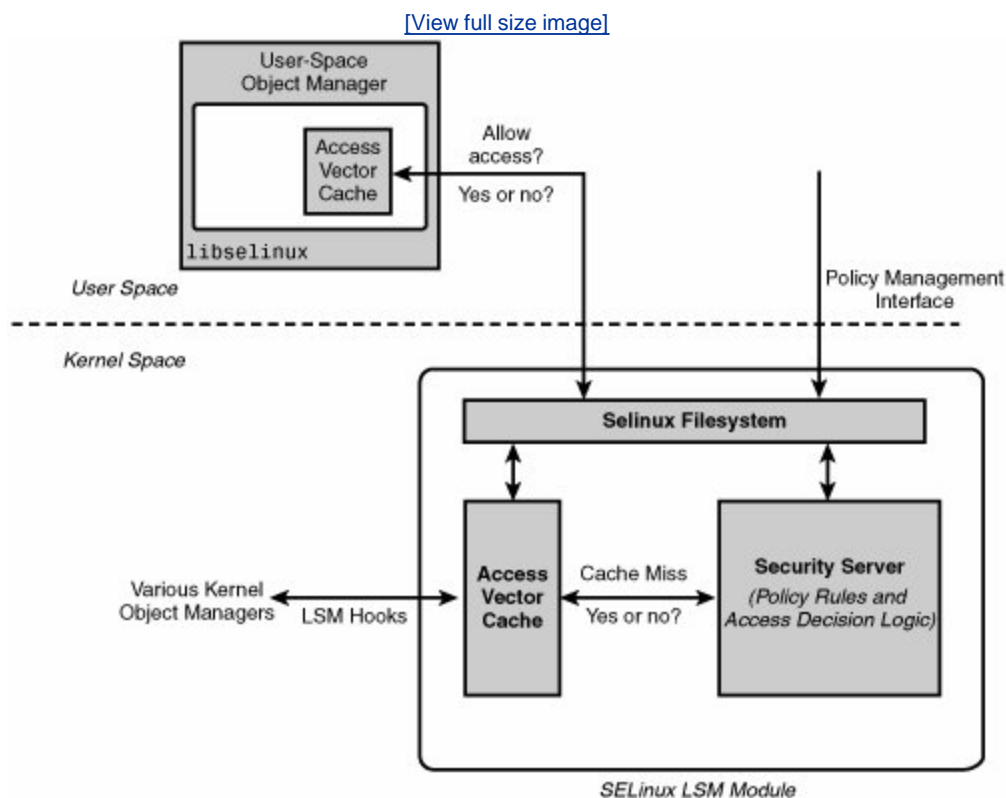 [View full size image]
User-Space
Object Manager
Access
Vector
Cache
libselinux
Allow
access?
Yes or no?
User Space
Policy Management
Interface
Kernel Space
Selinux Filesystem
Various Kernel
Object Managers
LSM Hooks
Access
Vector
Cache
Cache Miss
Yes or no?
Security Server
(Policy Rules and
Access Decision Logic)
SELinux LSM Module